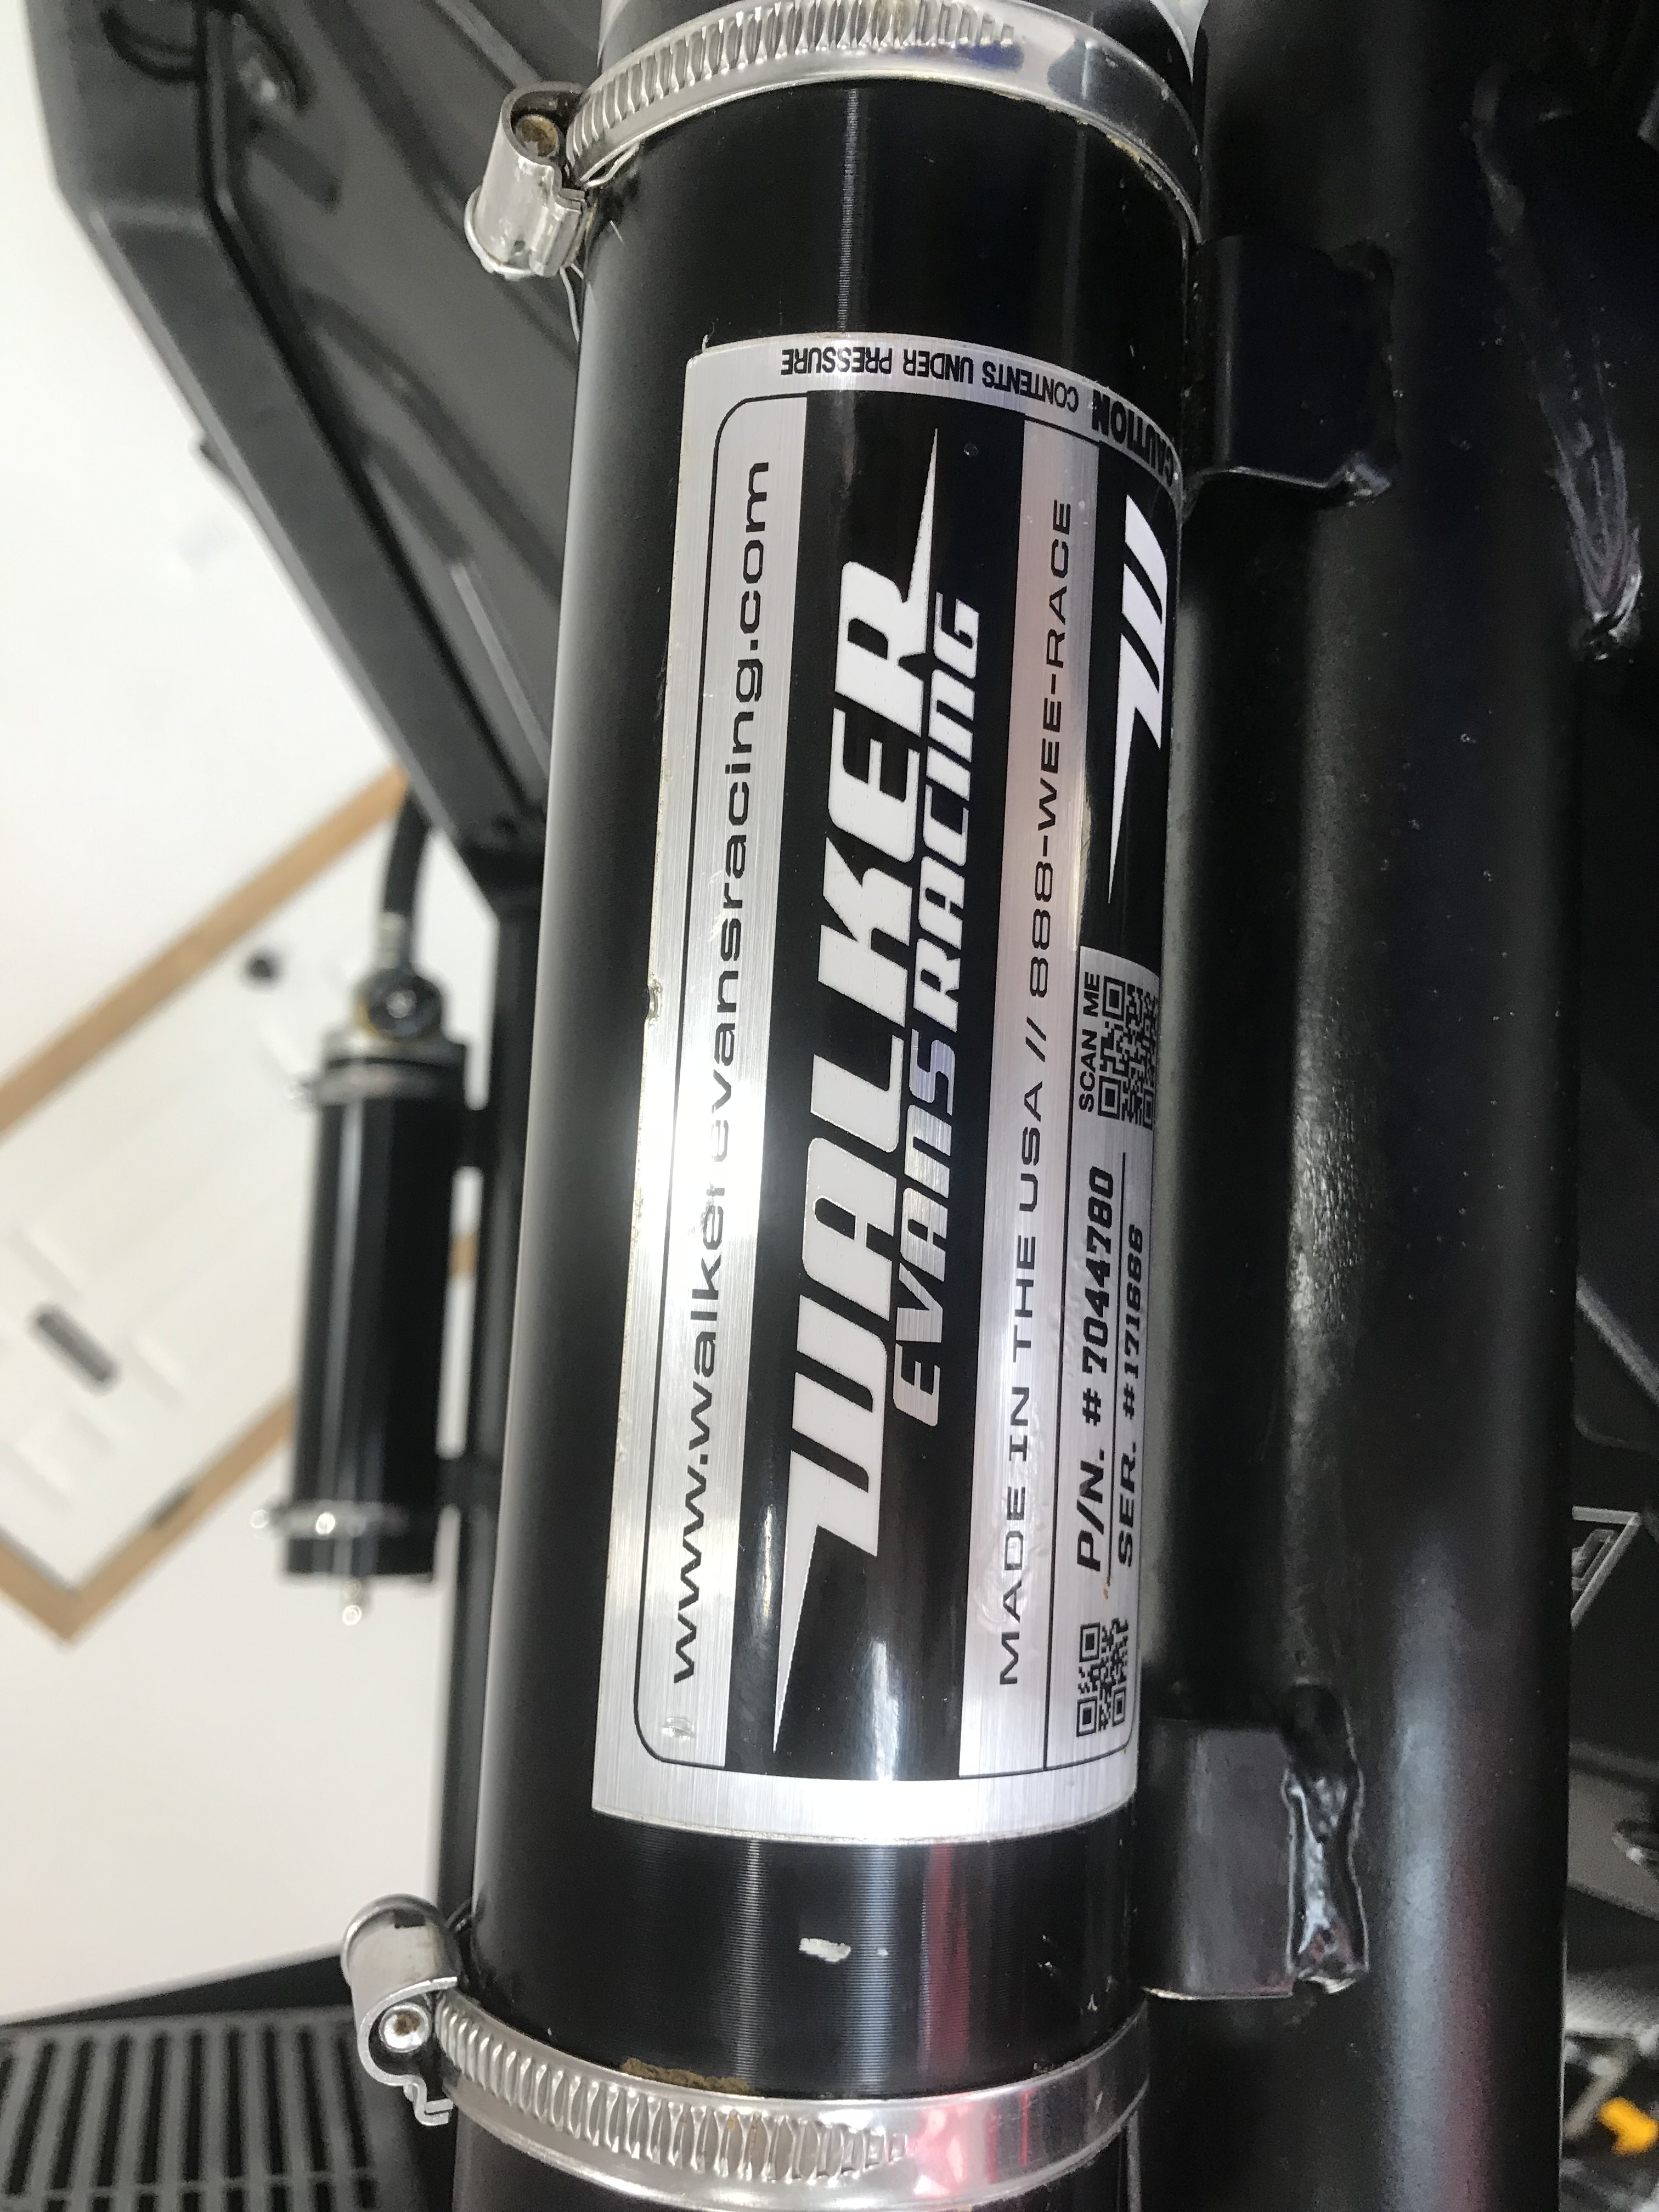 CAUTION CONTENTS UNDER PRESSURE
www.walkerevansracing.com
WALKER
EVANS RACING
MADE IN THE USA // 888-WEE-RACE
P/N. # 7044780
SER. #171666
SCAN ME
W